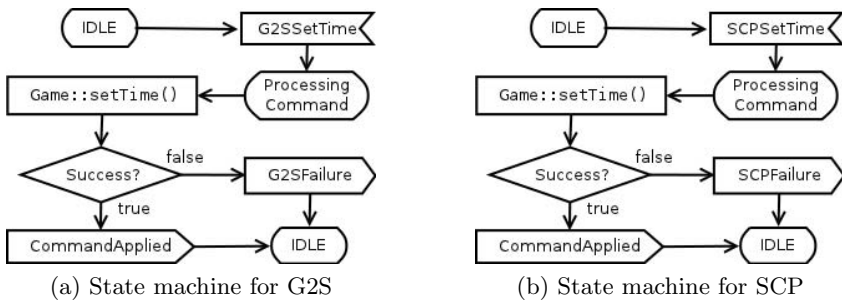 IDLE
G2SSetTime
Processing
Command
Game::setTime()
Success?
false
true
G2SFailure
CommandApplied
IDLE
(a) State machine for G2S
IDLE
SCPSetTime
Processing
Command
Game::setTime()
Success?
false
true
SCPFailure
CommandApplied
IDLE
(b) State machine for SCP